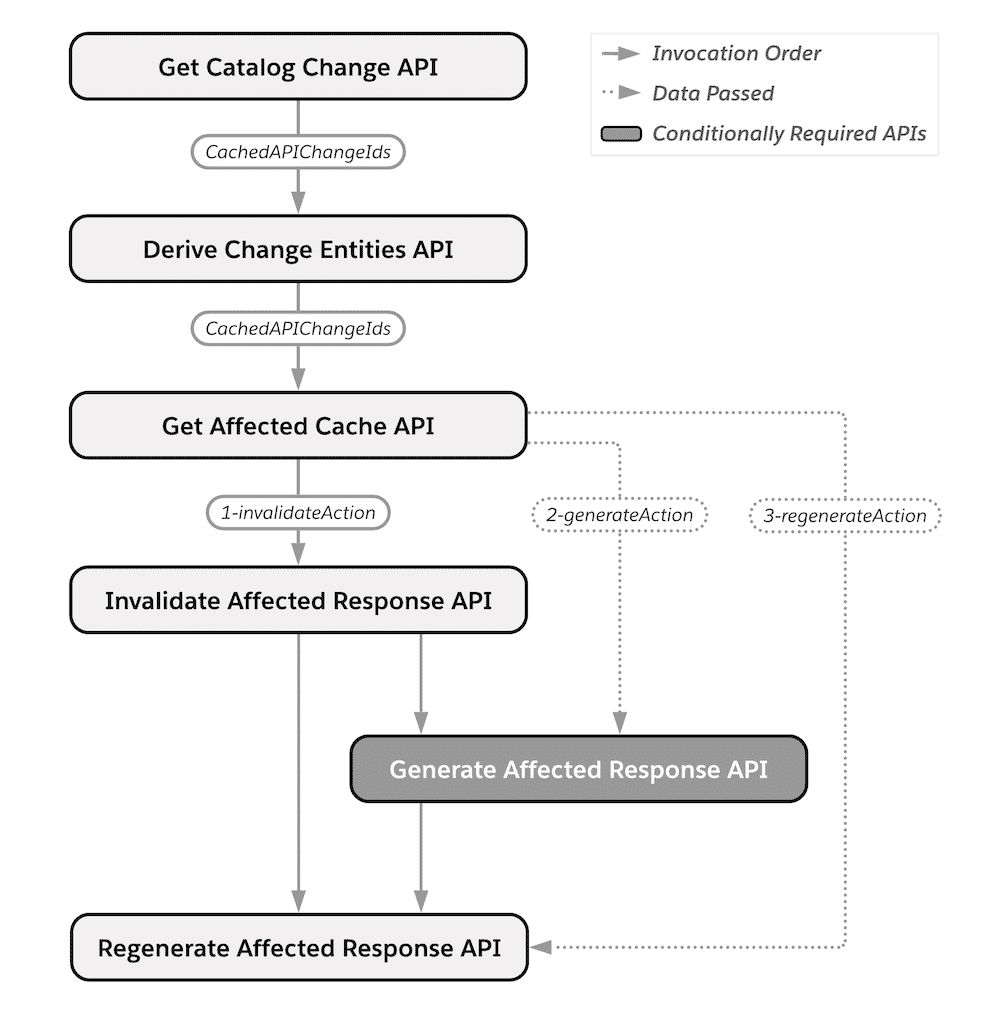 Get Catalog Change API
Invocation Order
Data Passed
Conditionally Required APIs
CachedAPIChangeIds
Derive Change Entities API
CachedAPIChangeIds
Get Affected Cache API
1-invalidateAction
2-generateAction
3-regenerateAction
Invalidate Affected Response API
Generate Affected Response API
Regenerate Affected Response API